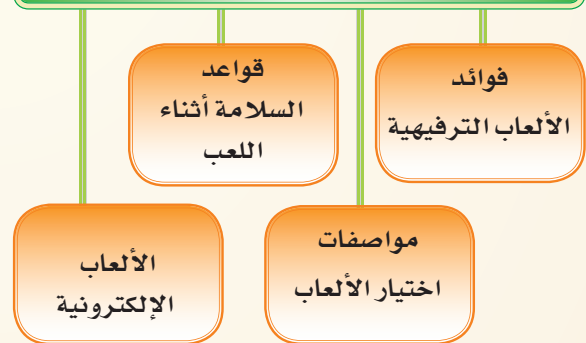 فوائد
الألعاب الترفيهية
قواعد
السلامة أثناء
اللعب
مواصفات
اختيار الألعاب
الألعاب
الإلكترونية